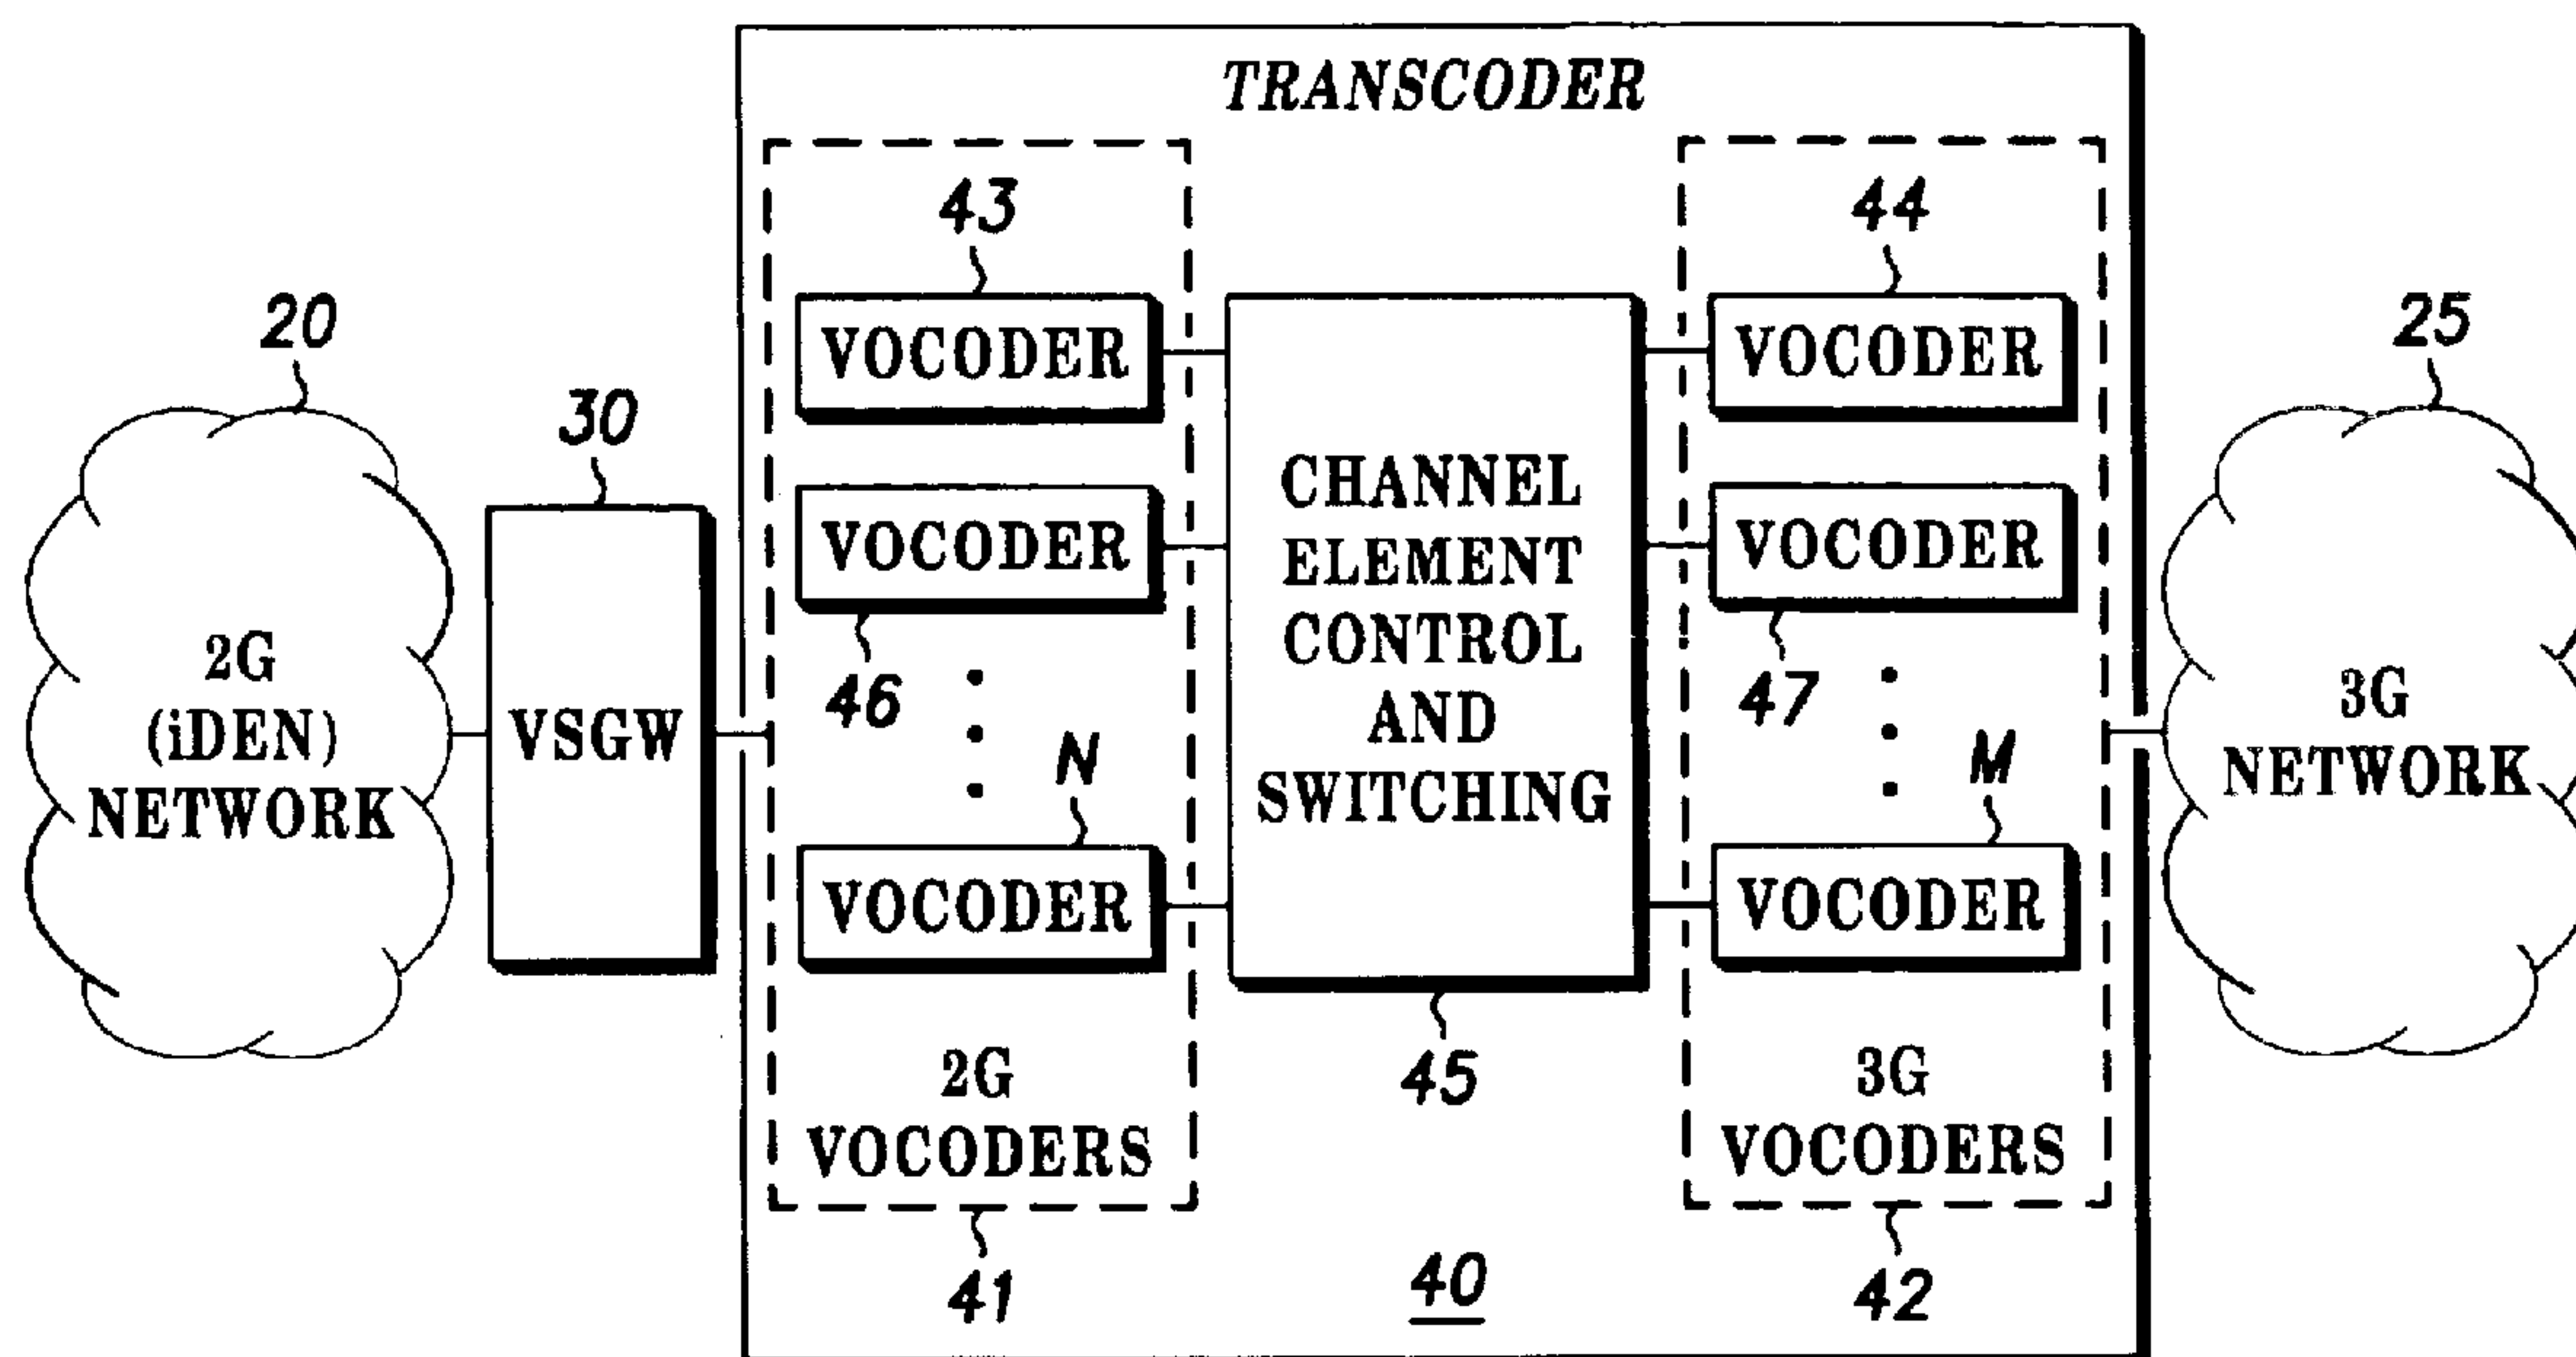 TRANSCODER
20
2G
(iDEN)
NETWORK
30
VSGW
43
VOCODER
VOCODER
46
N
VOCODER
2G
VOCODERS
41
CHANNEL
ELEMENT
CONTROL
AND
SWITCHING
45
40
44
VOCODER
VOCODER
47
M
VOCODER
3G
VOCODERS
42
25
3G
NETWORK